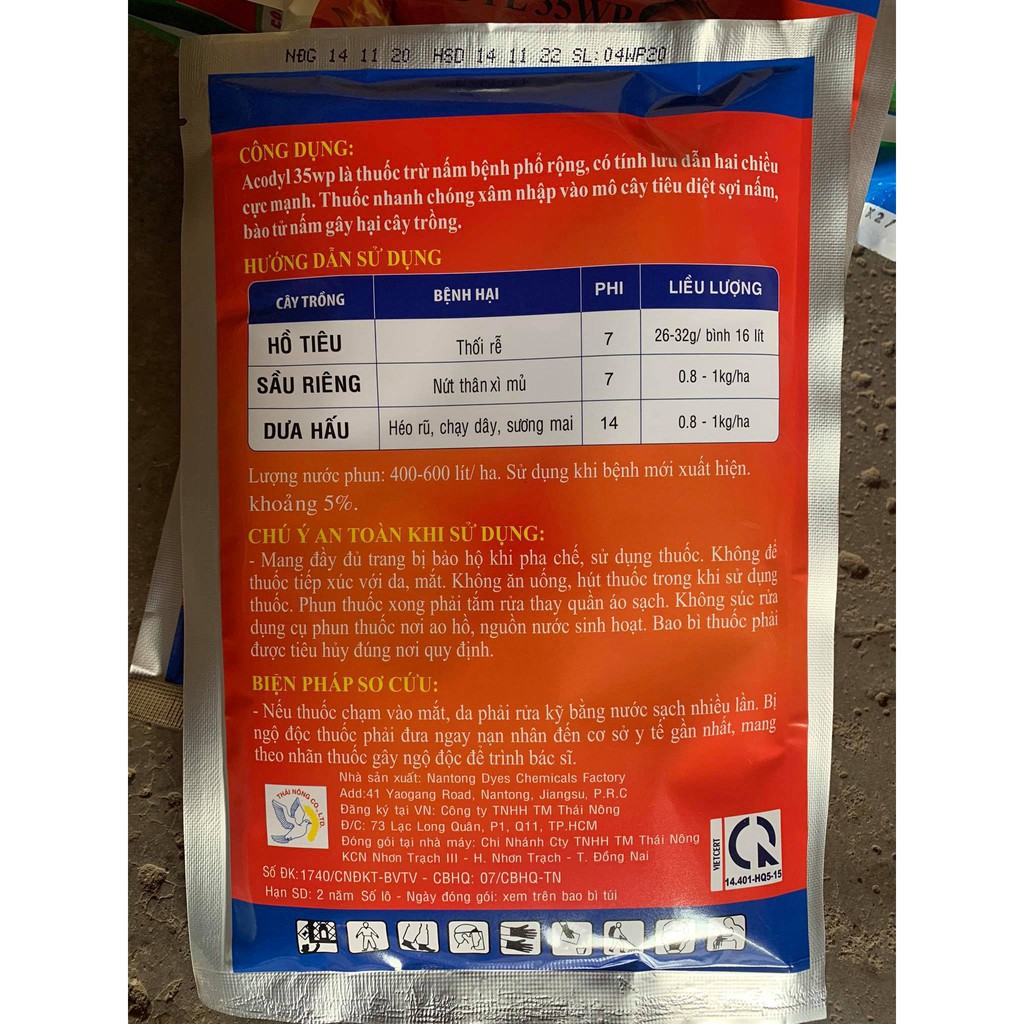 YL 35WP
NĐG 14 11 20 HSD 14 11 22 SL:04WP20
X2
CÔNG DỤNG:
Acodyl 35wp là thuốc trừ nấm bệnh phổ rộng, có tính lưu dẫn hai chiều
cực mạnh. Thuốc nhanh chóng xâm nhập vào mô cây tiêu diệt sợi nấm,
bào tử nấm gây hại cây trồng.
HƯỚNG DẪN SỬ DỤNG
CÂY TRỒNG BỆNH HẠI PHI LIỀU LƯỢNG
HỒ TIÊU Thối rễ 7 26-32g/ bình 16 lít
SẦU RIÊNG Nứt thân xì mủ 7 0.8 - 1kg/ha
DƯA HẤU Héo rũ, chạy dây, sương mai 14 0.8 - 1kg/ha
Lượng nước phun: 400-600 lít/ ha. Sử dụng khi bệnh mới xuất hiện.
khoảng 5%.
CHÚ Ý AN TOÀN KHI SỬ DỤNG:
- Mang đầy đủ trang bị bảo hộ khi pha chế, sử dụng thuốc. Không để
thuốc tiếp xúc với da, mắt. Không ăn uống, hút thuốc trong khi sử dụng
thuốc. Phun thuốc xong phải tắm rửa thay quần áo sạch. Không súc rửa
dụng cụ phun thuốc nơi ao hồ, nguồn nước sinh hoạt. Bao bì thuốc phải
được tiêu hủy đúng nơi quy định.
BIỆN PHÁP SƠ CỨU:
- Nếu thuốc chạm vào mắt, da phải rửa kỹ bằng nước sạch nhiều lần. Bị
ngộ độc thuốc phải đưa ngay nạn nhân đến cơ sở y tế gần nhất, mang
theo nhãn thuốc gây ngộ độc để trình bác sĩ.
Nhà sản xuất: Nantong Dyes Chemicals Factory
Add:41 Yaogang Road, Nantong, Jiangsu, P.R.C
Đăng ký tại VN: Công ty TNHH TM Thái Nông
Đ/C: 73 Lạc Long Quân, P1, Q11, TP.HCM
Đóng gói tại nhà máy: Chi Nhánh Cty TNHH TM Thái Nông
KCN Nhơn Trạch III - H. Nhơn Trạch - T. Đồng Nai
THÁI NÔNG CO., LTD.
VIETCERT
14.401-HQ5-15
Số ĐK:1740/CNĐKT-BVTV - CBHQ: 07/CBHQ-TN
Hạn SD: 2 năm Số lô - Ngày đóng gói: xem trên bao bì túi